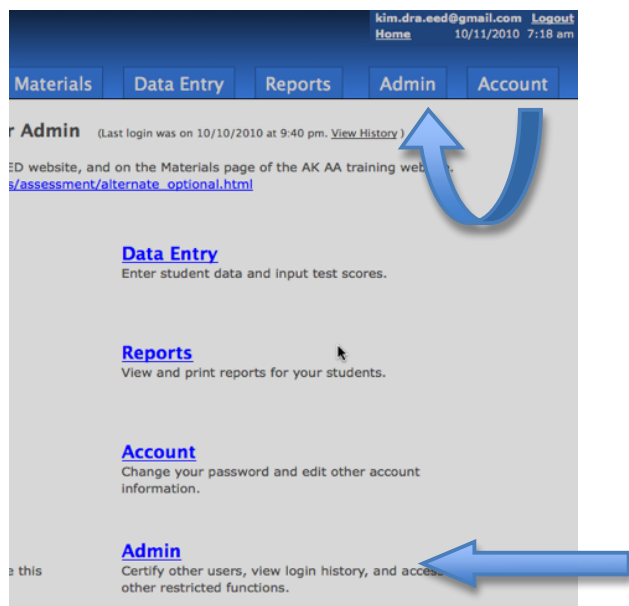 kim.dra.eed@gmail.com Logout
Home 10/11/2010 7:18 am
Materials Data Entry Reports Admin Account
r Admin (Last login was on 10/10/2010 at 9:40 pm. View History )
ED website, and on the Materials page of the AK AA training website.
s/assessment/alternate_optional.html
Data Entry
Enter student data and input test scores.
Reports
View and print reports for your students.
Account
Change your password and edit other account
information.
Admin
e this Certify other users, view login history, and access
other restricted functions.